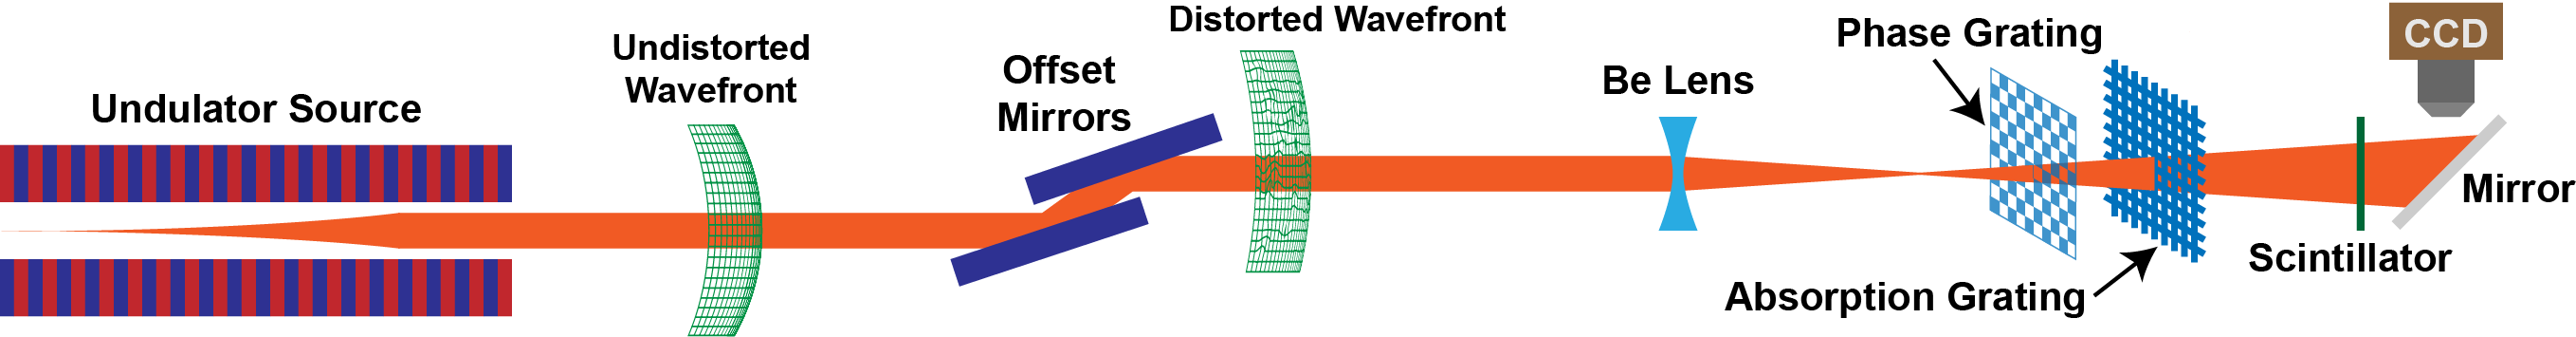 Undulator Source
Undistorted
Wavefront
Offset
Mirrors
Distorted Wavefront
Be Lens
Phase Grating
Absorption Grating
CCD
Scintillator
Mirror